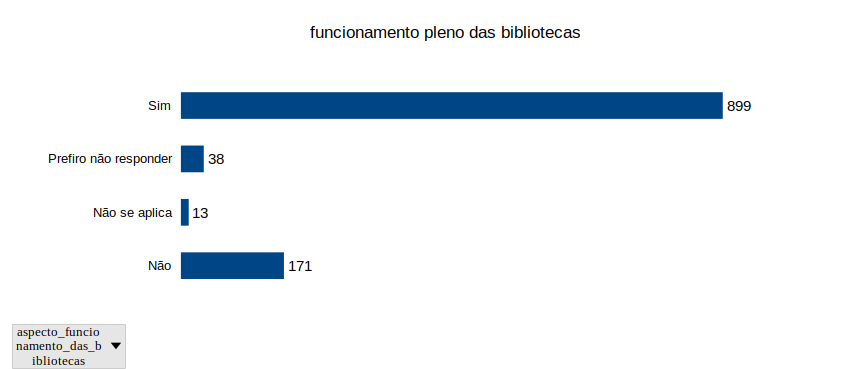 funcionamento pleno das bibliotecas
Sim
899
Prefiro não responder
38
Não se aplica
13
Não
171
aspecto_funcio
namento_das_b
ibliotecas